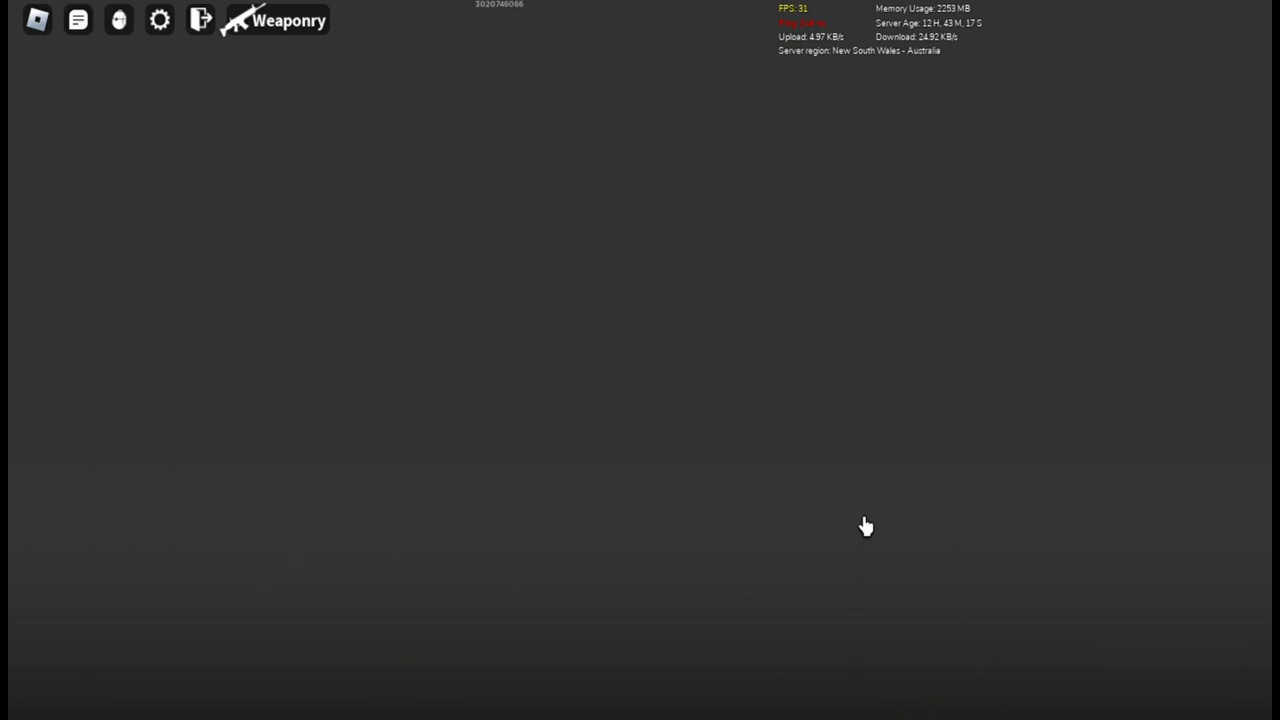 Weaponry
3020746066
FPS: 31
Memory Usage: 2253 MB
Server Age: 12 H, 43 M, 17 S
Upload: 4.97 KB/s
Download: 24.92 KB/s
Server region: New South Wales - Australia